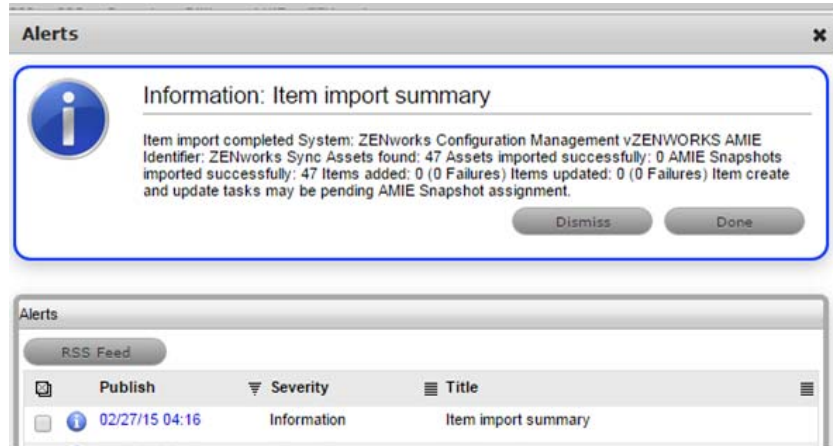 Alerts
Information: Item import summary
Item import completed System: ZENworks Configuration Management vZENWORKS AMIE
Identifier: ZENworks Sync Assets found: 47 Assets imported successfully: 0 AMIE Snapshots
imported successfully: 47 Items added: 0 (0 Failures) Items updated: 0 (0 Failures) Item create
and update tasks may be pending AMIE Snapshot assignment.
Dismiss Done
Alerts
RSS Feed
Publish Severity Title
02/27/15 04:16 Information Item import summary